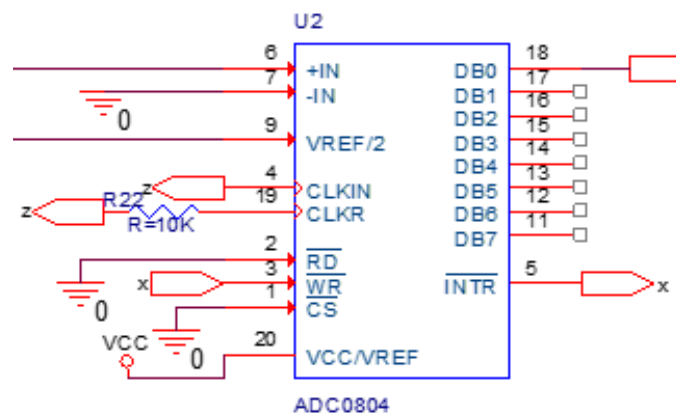 U2
6 +IN DB0 18
7 -IN DB1 17
0 DB2 16
9 VREF/2 DB3 15
DB4 14
z 4 CLKIN DB5 13
z R22 19 CLKR DB6 12
R=10K DB7 11
2 RD
x 3 WR INTR 5 x
0 1 CS
VCC 0 20 VCC/VREF
ADC0804